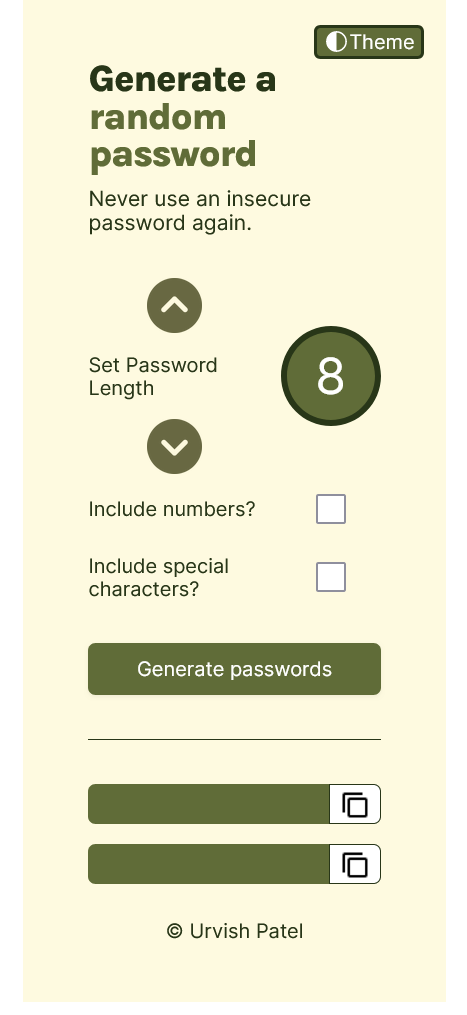 Theme
Generate a
random
password
Never use an insecure
password again.
Set Password
Length
8
Include numbers?
Include special
characters?
Generate passwords
© Urvish Patel